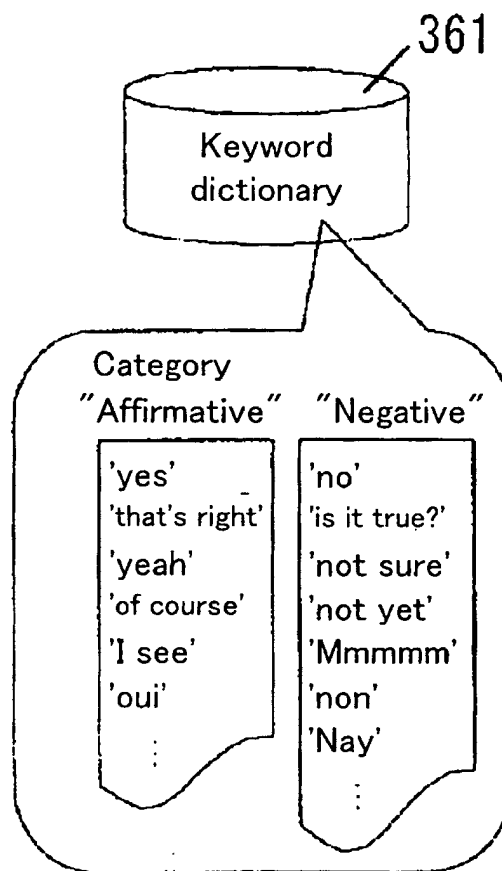 361
Keyword
dictionary
Category
"Affirmative"
'yes'
'that's right'
'yeah'
'of course'
'I see'
'oui'
"Negative"
'no'
'is it true?'
'not sure'
'not yet'
'Mmmmm'
'non'
'Nay'